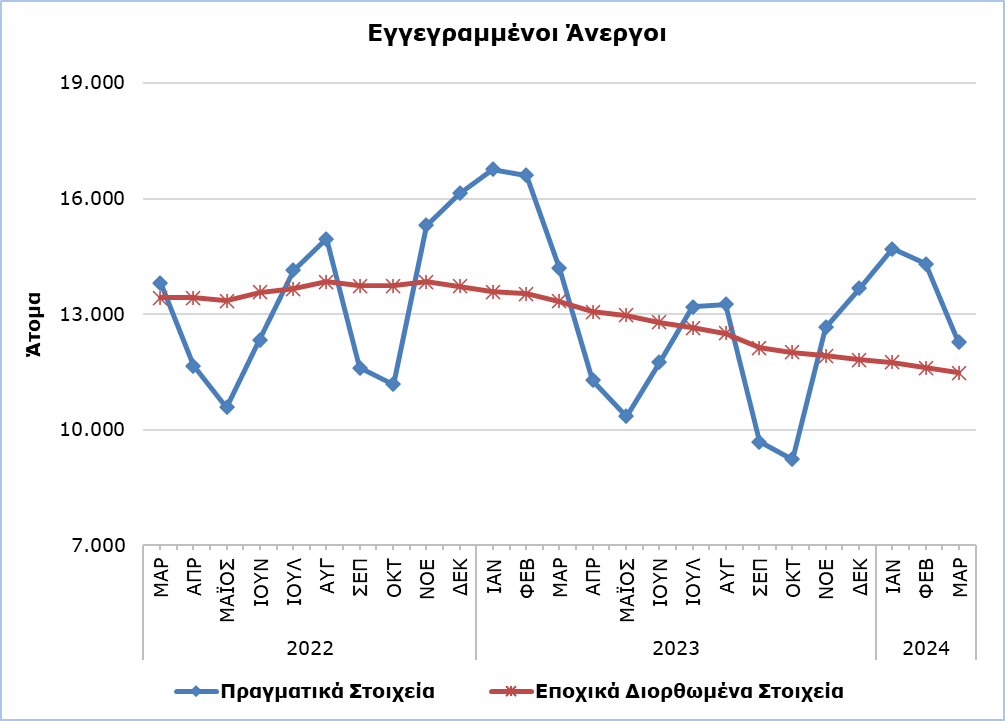 Εγγεγραμμένοι Άνεργοι
19.000
16.000
13.000
10.000
7.000
Άτομα
ΜΑΡ ΑΠΡ ΜΑΪΟΣ ΙΟΥΝ ΙΟΥΛ ΑΥΓ ΣΕΠ ΟΚΤ ΝΟΕ ΔΕΚ ΙΑΝ ΦΕΒ ΜΑΡ ΑΠΡ ΜΑΪΟΣ ΙΟΥΝ ΙΟΥΛ ΑΥΓ ΣΕΠ ΟΚΤ ΝΟΕ ΔΕΚ ΙΑΝ ΦΕΒ ΜΑΡ
2022 2023 2024
Πραγματικά Στοιχεία Εποχικά Διορθωμένα Στοιχεία